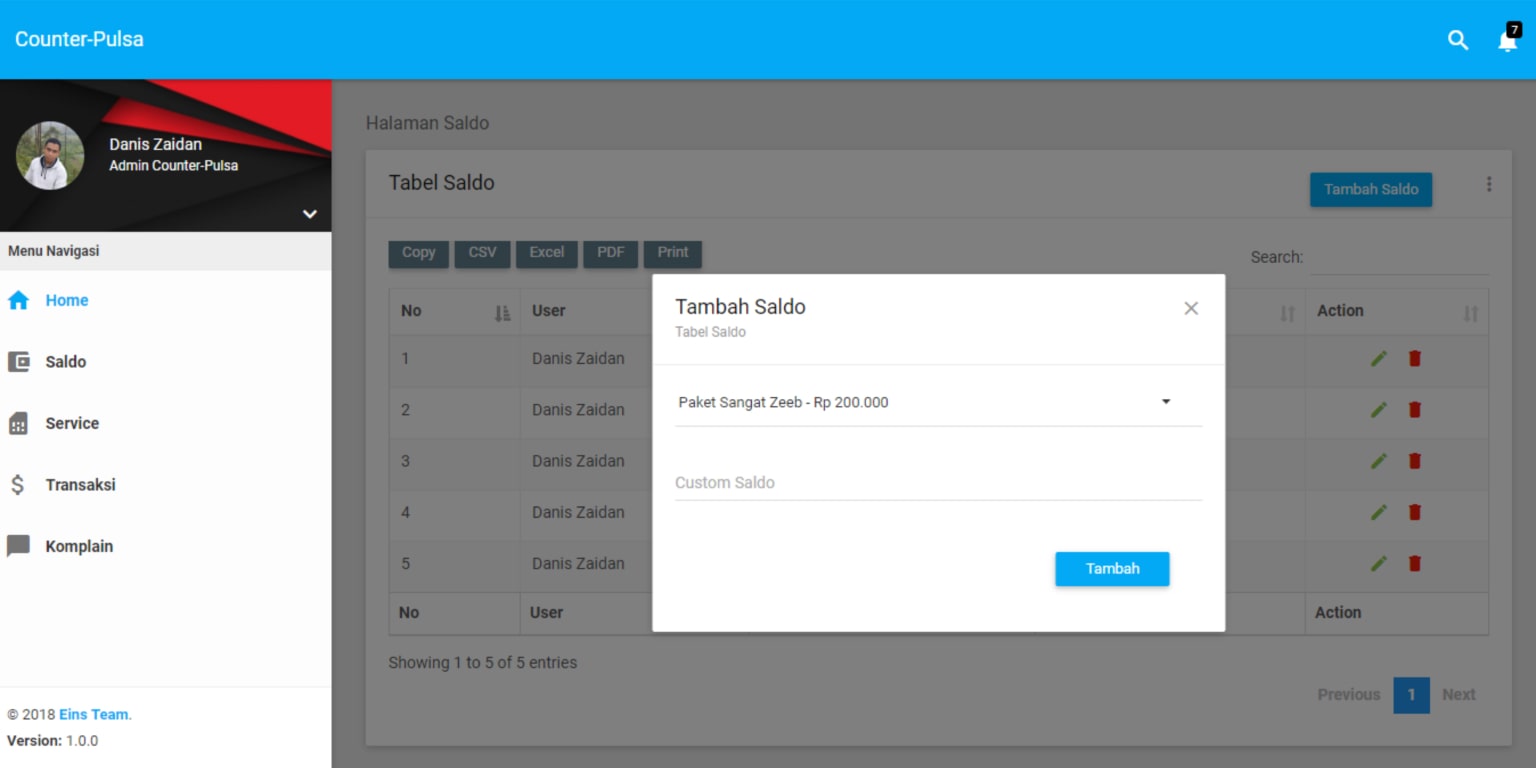 Counter-Pulsa
7
Danis Zaidan
Admin Counter-Pulsa
Menu Navigasi
Home
Saldo
Service
Transaksi
Komplain
© 2018 Eins Team.
Version: 1.0.0
Halaman Saldo
Tabel Saldo
Tambah Saldo
Copy CSV Excel PDF Print
Search:
No User Action
1 Danis Zaidan
2 Danis Zaidan
3 Danis Zaidan
4 Danis Zaidan
5 Danis Zaidan
No User Action
Showing 1 to 5 of 5 entries
Previous 1 Next
Tambah Saldo
Tabel Saldo
Paket Sangat Zeeb - Rp 200.000
Custom Saldo
Tambah